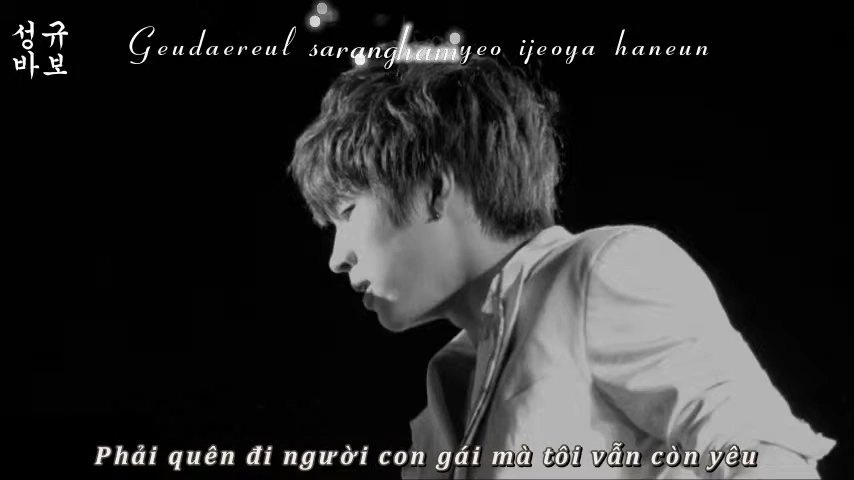 성규
바보
Geudaereul saranghamyeo ijeoya haneun
Phải quên đi người con gái mà tôi vẫn còn yêu